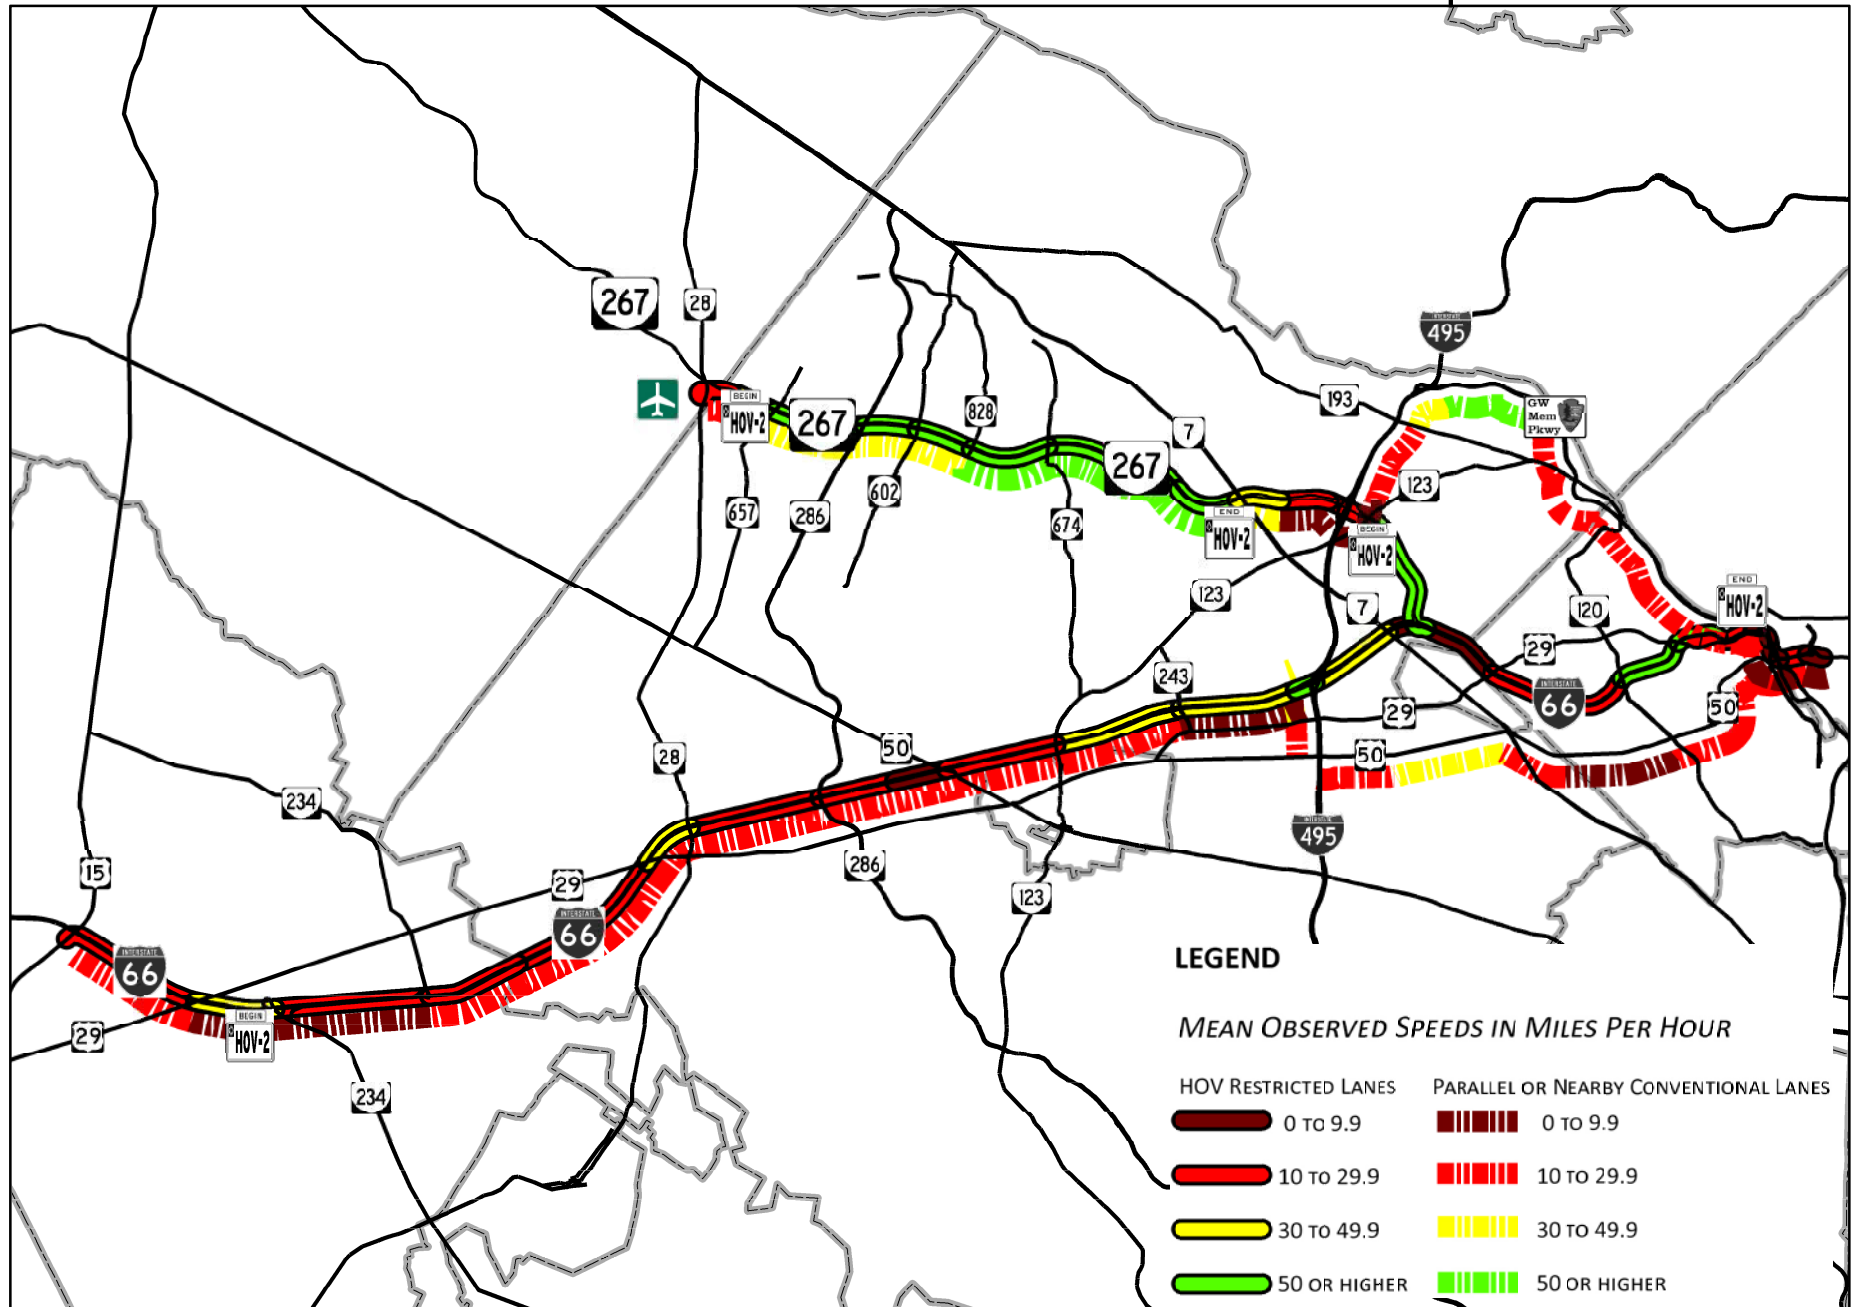 267
28
INTERSTATE
495
193
GW
Mem
Pkwy
BEGIN
HOV-2
267
828
7
267
123
602
657
286
674
END
HOV-2
BEGIN
HOV-2
123
7
120
END
HOV-2
29
243
INTERSTATE
66
50
29
50
28
50
234
INTERSTATE
495
286
15
29
123
INTERSTATE
66
INTERSTATE
66
29
BEGIN
HOV-2
234
LEGEND
MEAN OBSERVED SPEEDS IN MILES PER HOUR
HOV RESTRICTED LANES PARALLEL OR NEARBY CONVENTIONAL LANES
0 TO 9.9 0 TO 9.9
10 TO 29.9 10 TO 29.9
30 TO 49.9 30 TO 49.9
50 OR HIGHER 50 OR HIGHER